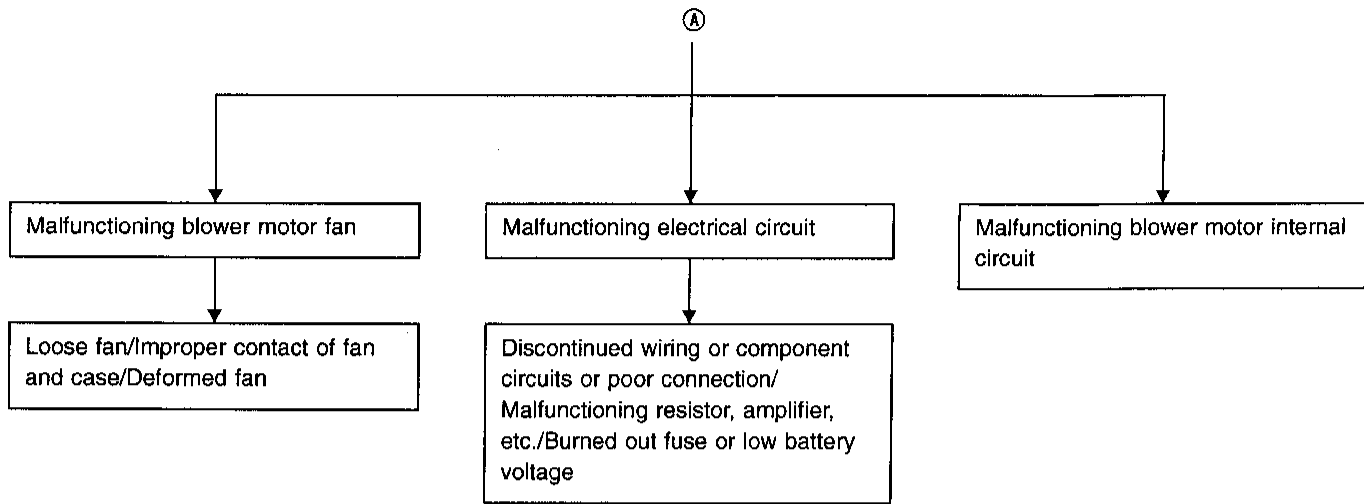 Ⓐ
Malfunctioning blower motor fan
Malfunctioning electrical circuit
Malfunctioning blower motor internal
circuit
Loose fan/Improper contact of fan
and case/Deformed fan
Discontinued wiring or component
circuits or poor connection/
Malfunctioning resistor, amplifier,
etc./Burned out fuse or low battery
voltage